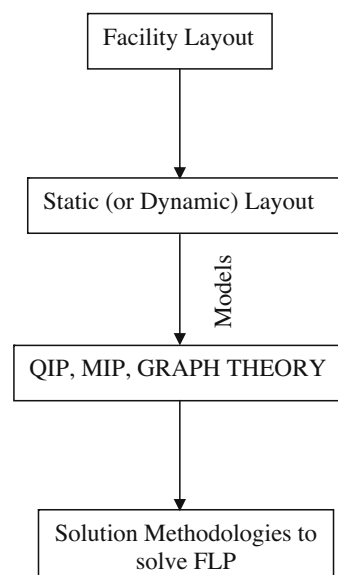 Facility Layout
Static (or Dynamic) Layout
Models
QIP, MIP, GRAPH THEORY
Solution Methodologies to
solve FLP